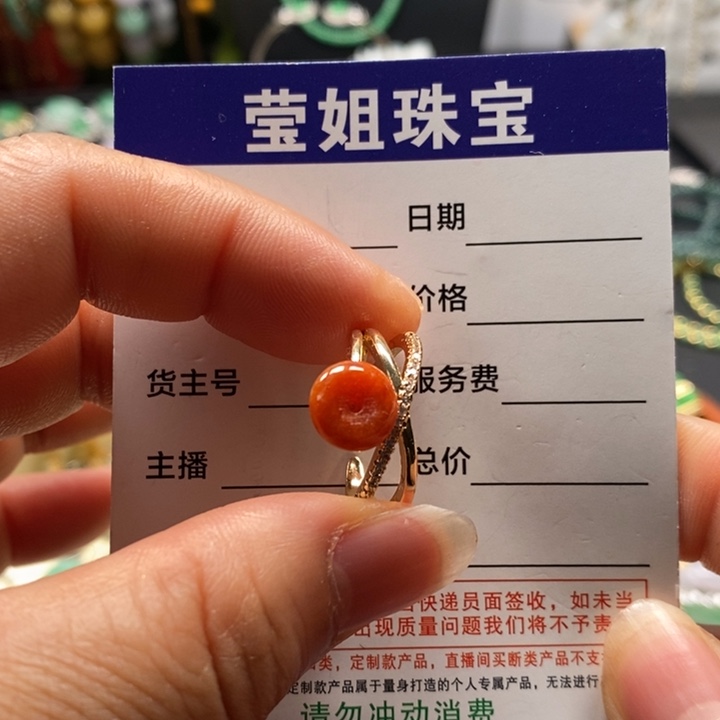 莹姐珠宝
日期
价格
货主号
服务费
主播
总价
快递员面签收，如未当
出现质量问题我们将不予责
类，定制款产品，直播间买断类产品不支
定制款产品属于量身打造的个人专属产品，无法进行
请勿冲动消费